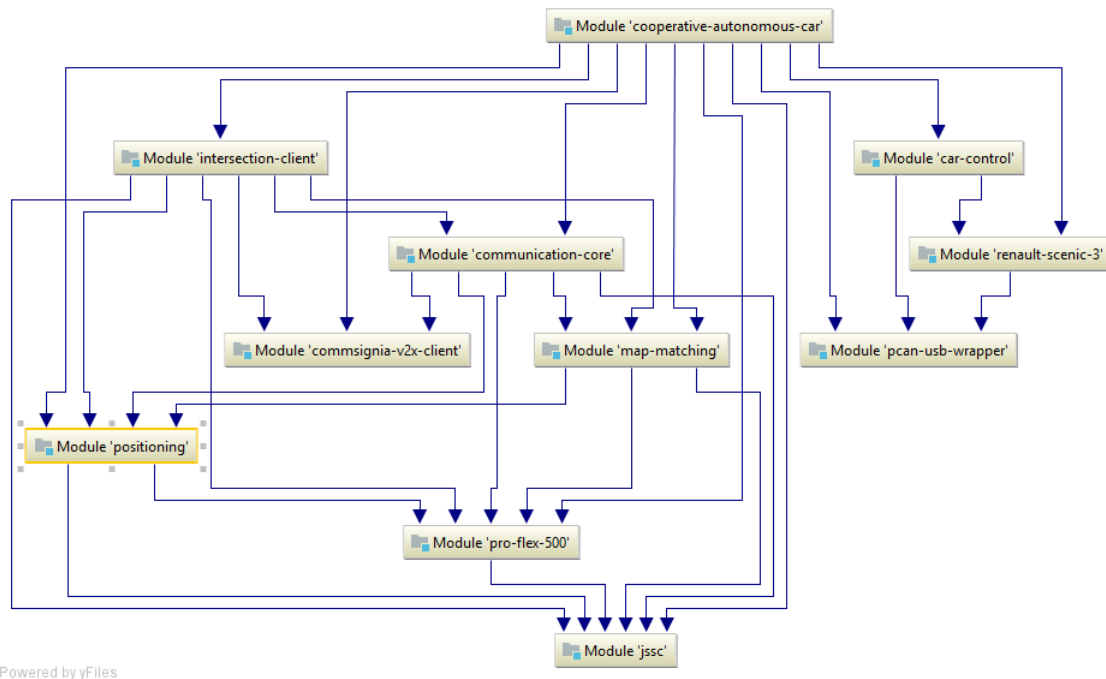 Module 'cooperative-autonomous-car'
Module 'intersection-client'
Module 'car-control'
Module 'communication-core'
Module 'renault-scenic-3'
Module 'commsignia-v2x-client'
Module 'map-matching'
Module 'pcan-usb-wrapper'
Module 'positioning'
Module 'pro-flex-500'
Module 'jssc'
Powered by yFiles